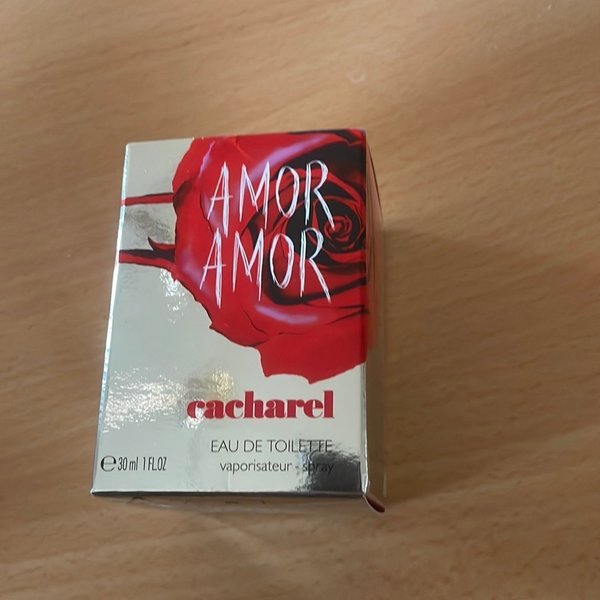 AMOR
AMOR
cacharel
EAU DE TOILETTE
vaporisateur - spray
℮ 30 ml 1 FL.OZ